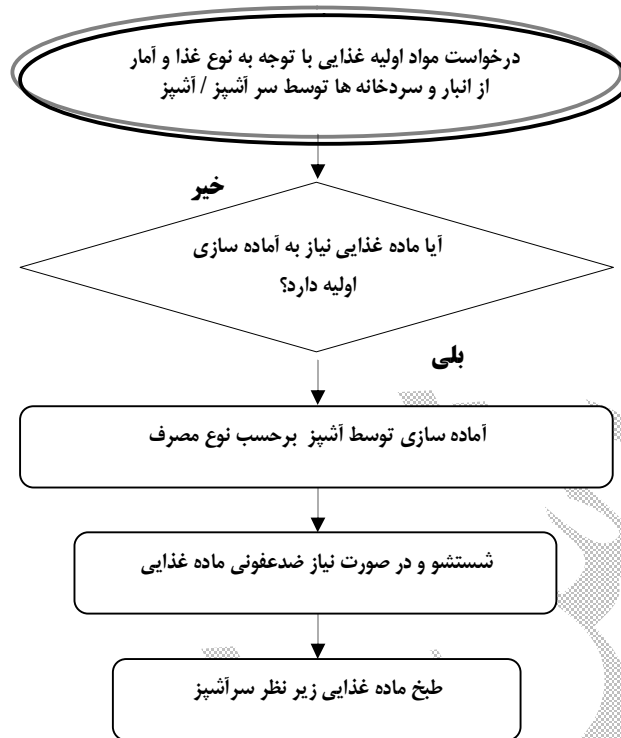 درخواست مواد اولیه غذایی با توجه به نوع غذا و آمار
از انبار و سردخانه ها توسط سر آشپز / آشپز
خیر
آیا ماده غذایی نیاز به آماده سازی
اولیه دارد؟
بلی
آماده سازی توسط آشپز برحسب نوع مصرف
شستشو و در صورت نیاز ضدعفونی ماده غذایی
طبخ ماده غذایی زیر نظر سرآشپز